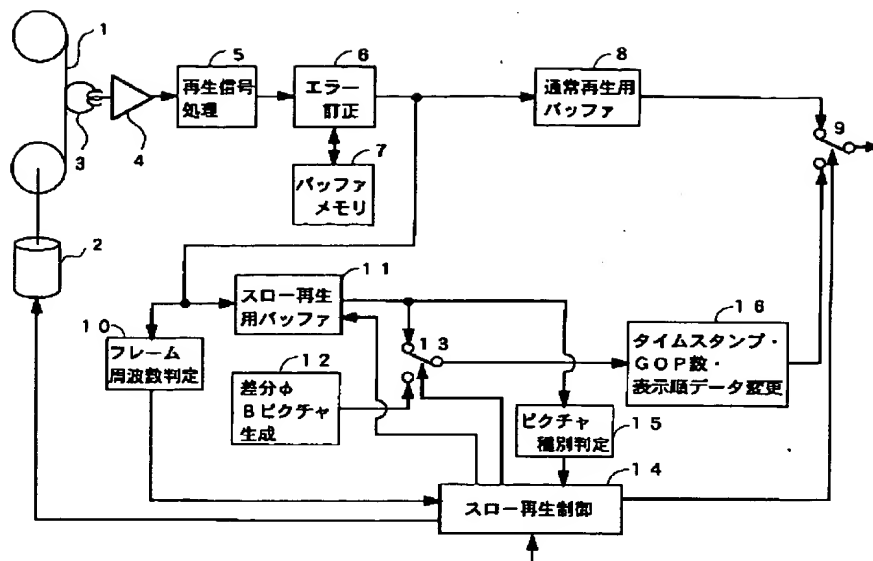 1
5
再生信号
処理
6
エラー
訂正
8
通常再生用
バッファ
9
3
4
7
バッファ
メモリ
2
11
スロー再生
用バッファ
10
フレーム
周波数判定
12
差分φ
Bピクチャ
生成
13
16
タイムスタンプ・
GOP数・
表示順データ変更
ピクチャ
種別判定
15
14
スロー再生制御